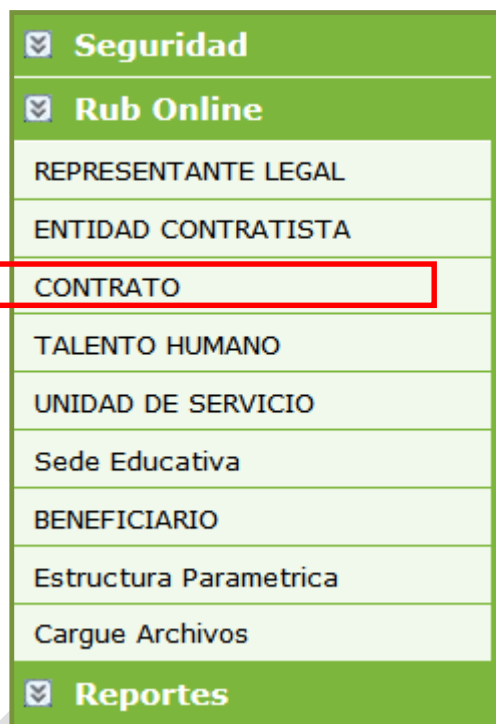 Seguridad
Rub Online
REPRESENTANTE LEGAL
ENTIDAD CONTRATISTA
CONTRATO
TALENTO HUMANO
UNIDAD DE SERVICIO
Sede Educativa
BENEFICIARIO
Estructura Parametrica
Cargue Archivos
Reportes